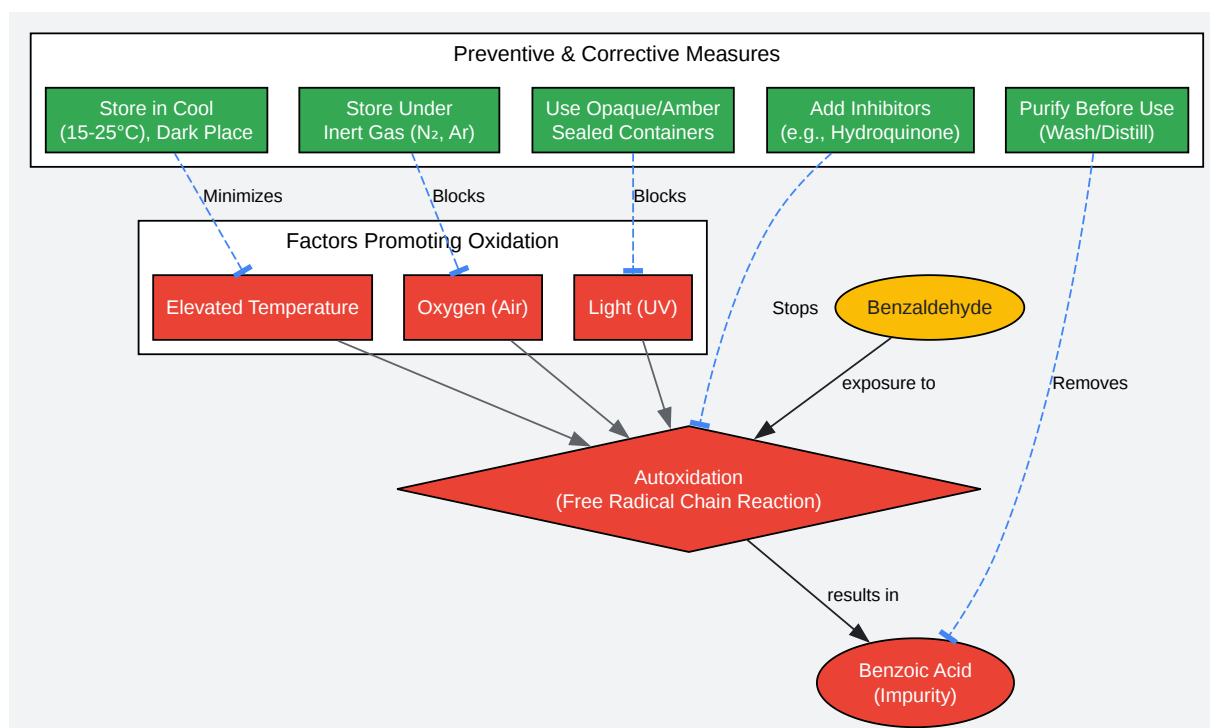 Preventive & Corrective Measures
Store in Cool
(15-25°C), Dark Place
Store Under
Inert Gas (N₂, Ar)
Use Opaque/Amber
Sealed Containers
Add Inhibitors
(e.g., Hydroquinone)
Purify Before Use
(Wash/Distill)
Minimizes
Blocks
Blocks
Factors Promoting Oxidation
Elevated Temperature
Oxygen (Air)
Light (UV)
Stops
Benzaldehyde
exposure to
Removes
Autoxidation
(Free Radical Chain Reaction)
results in
Benzoic Acid
(Impurity)